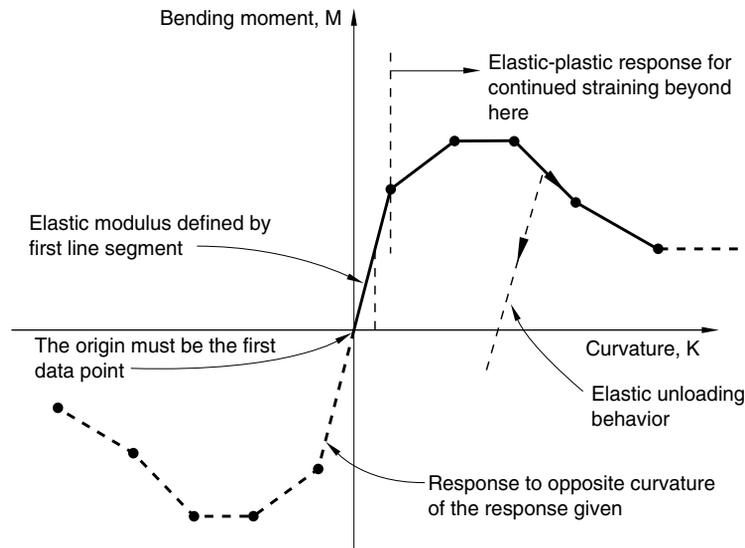 Bending moment, M
Elastic-plastic response for
continued straining beyond
here
Elastic modulus defined by
first line segment
The origin must be the first
data point
Curvature, K
Elastic unloading
behavior
Response to opposite curvature
of the response given